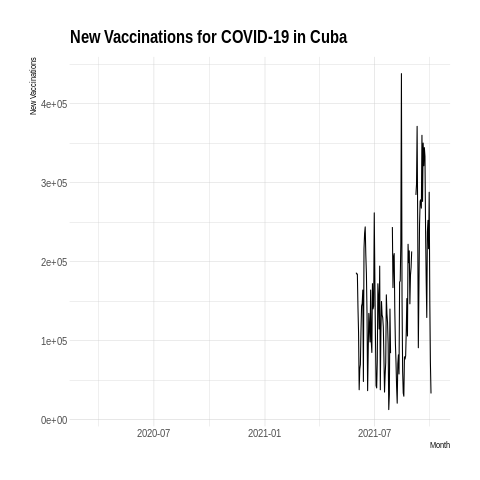 New Vaccinations for COVID-19 in Cuba
New Vaccinations
4e+05
3e+05
2e+05
1e+05
0e+00
2020-07
2021-01
2021-07
Month